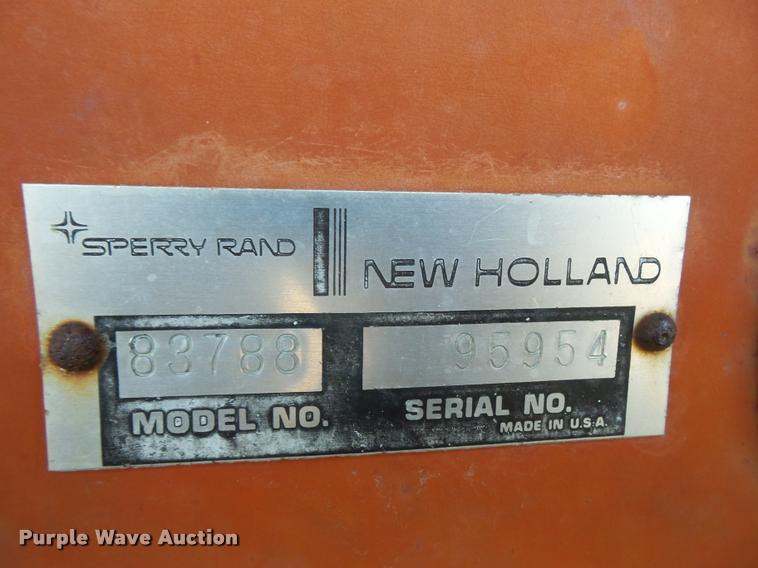 SPERRY RAND
NEW HOLLAND
83788 95954
MODEL NO. SERIAL NO.
MADE IN U.S.A.
Purple Wave Auction